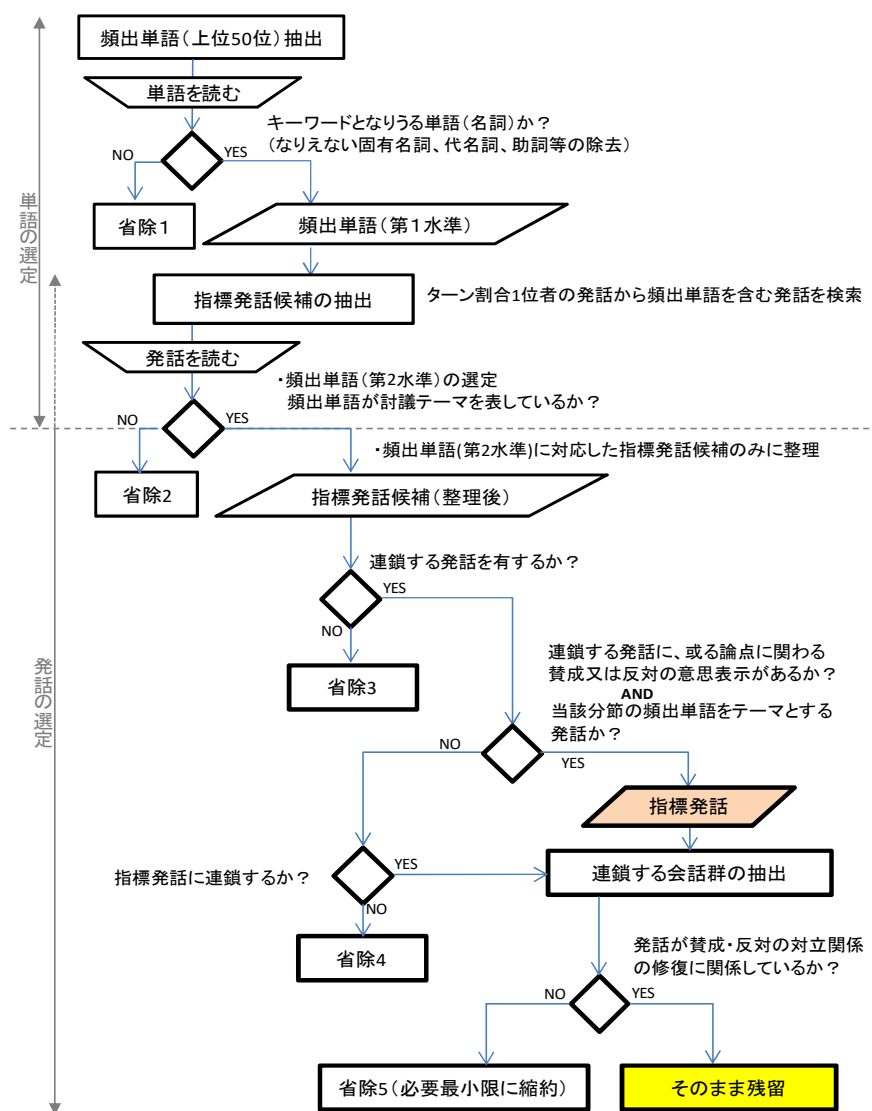 頻出単語（上位50位）抽出
単語を読む
キーワードとなりうる単語（名詞）か？
（なりえない固有名詞、代名詞、助詞等の除去）
NO
YES
省除１
頻出単語（第１水準）
単語の選定
指標発話候補の抽出
ターン割合1位者の発話から頻出単語を含む発話を検索
発話を読む
・頻出単語（第2水準）の選定
頻出単語が討議テーマを表しているか？
NO
YES
・頻出単語(第2水準)に対応した指標発話候補のみに整理
省除2
指標発話候補（整理後）
連鎖する発話を有するか？
YES
NO
省除３
発話の選定
連鎖する発話に、或る論点に関わる
賛成又は反対の意思表示があるか？
AND
当該分節の頻出単語をテーマとする
発話か？
NO
YES
指標発話
指標発話に連鎖するか？
YES
連鎖する会話群の抽出
NO
省除4
発話が賛成・反対の対立関係
の修復に関係しているか？
NO
YES
省除5（必要最小限に縮約）
そのまま残留